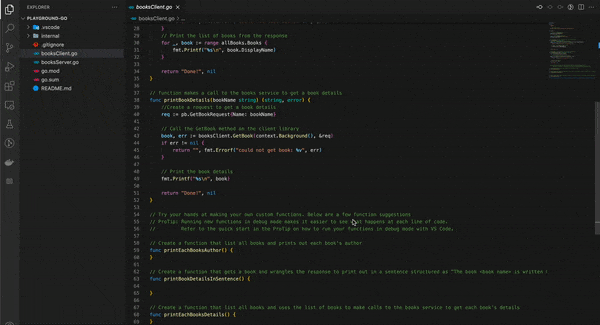 EXPLORER
booksClient.go ×
PLAYGROUND-GO
booksClient.go > ...
.vscode
internal
.gitignore
booksClient.go
booksServer.go
go.mod
go.sum
README.md
28 }
29 // Print the list of books from the response
30 for _, book := range allBooks.Books {
31 fmt.Printf("%s\n", book.DisplayName)
32 }
33
34 return "Done!", nil
35 }
36
37 // Function makes a call to the books service to get a book details
38 func printBookDetails(bookName string) (string, error) {
39 //Create a request to get a book details
40 req := pb.GetBookRequest{Name: bookName}
41
42 // Call the GetBook method on the client library
43 book, err := booksClient.GetBook(context.Background(), &req)
44 if err != nil {
45 return "", fmt.Errorf("could not get book: %v", err)
46 }
47
48 // Print the book details
49 fmt.Printf("%s\n", book)
50
51 return "Done!", nil
52 }
53
54 // Try your hands at making your own custom functions. Below are a few function suggestions
55 // ProTip: Running new functions in debug mode makes it easier to see what happens at each line of code.
56 // Refer to the quick start in the ProTip on how to run your functions in debug mode with VS Code.
57
58 // Create a function that list all books and prints out each book's author
59 func printEachBooksAuthor() {
60 }
61
62 // Create a function that gets a book and wrangles the response to print out in a sentence structured as "The book <book name> is written
63 func printBookDetailsInSentence() {
64
65 }
66
67 // Create a function that list all books and uses the list of books to make calls to the books service to get each book's details
68 func printEachBooksDetails() {
69 }